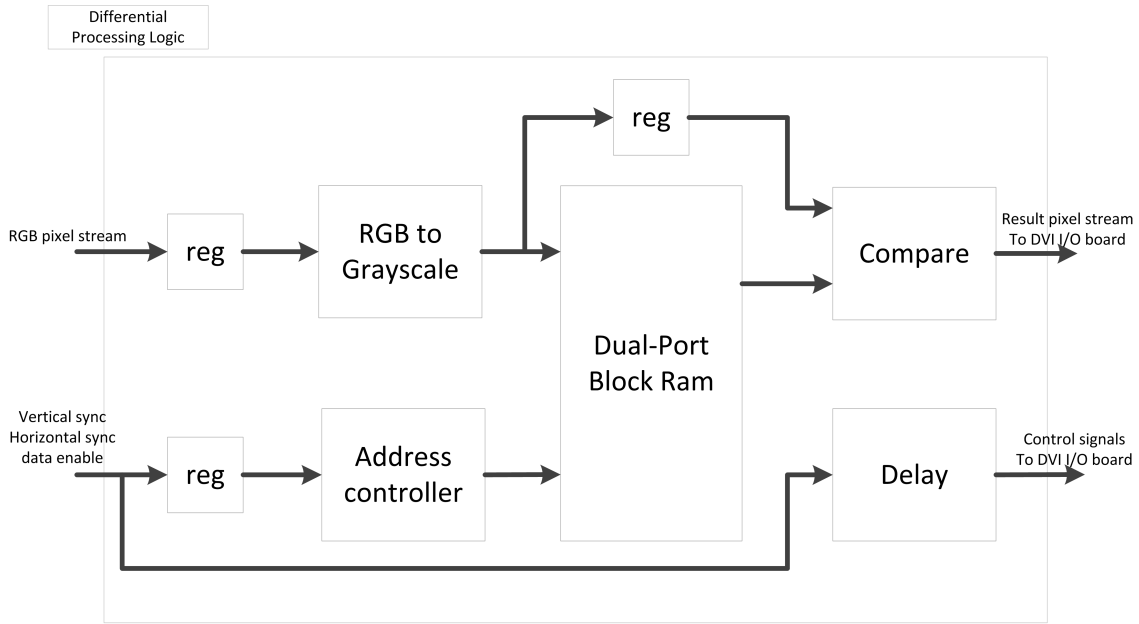 Differential
Processing Logic
reg
RGB pixel stream
reg
RGB to
Grayscale
Compare
Result pixel stream
To DVI I/O board
Dual-Port
Block Ram
Vertical sync
Horizontal sync
data enable
reg
Address
controller
Delay
Control signals
To DVI I/O board